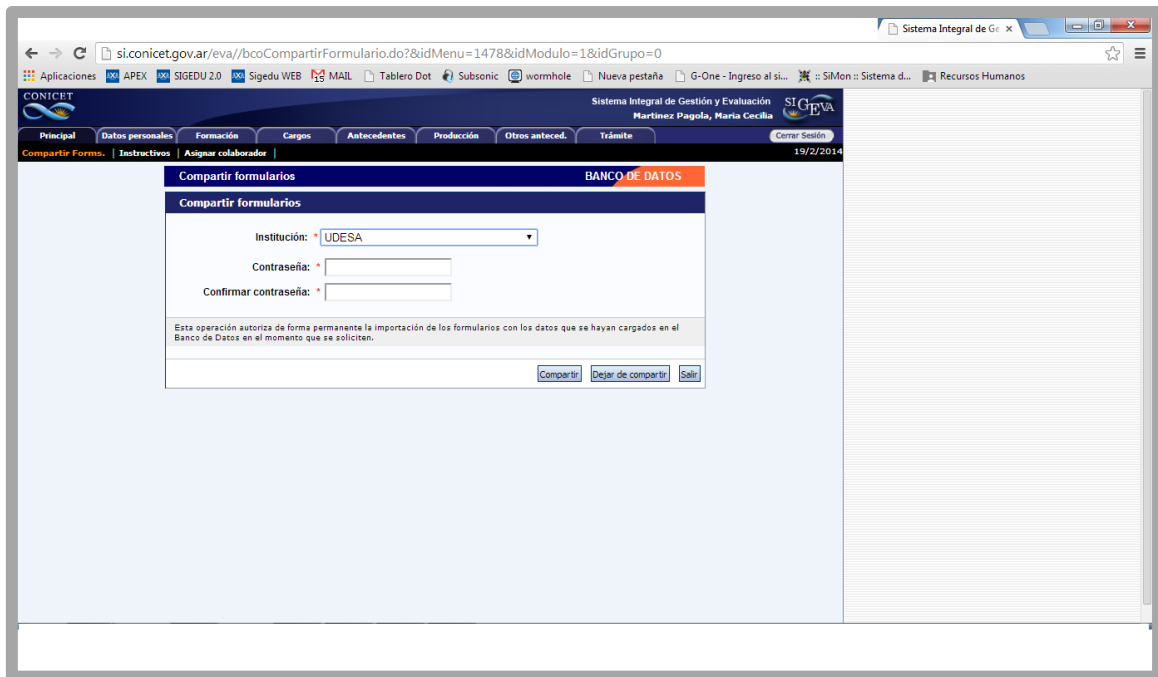 Sistema Integral de Ge
si.conicet.gov.ar/eva//bcoCompartirFormulario.do?&idMenu=1478&idModulo=1&idGrupo=0
Aplicaciones APEX SIGEDU 2.0 Sigedu WEB 15 MAIL Tablero Dot Subsonic wormhole Nueva pestaña G-One - Ingreso al si... :: SiMon :: Sistema d... Recursos Humanos
CONICET
Sistema Integral de Gestión y Evaluación
SIGEVA
Martinez Pagola, Maria Cecilia
Principal Datos personales Formación Cargos Antecedentes Producción Otros anteced. Trámite Cerrar Sesión
Compartir Forms. | Instructivos | Asignar colaborador | 19/2/2014
Compartir formularios BANCO DE DATOS
Compartir formularios
Institución: * UDESA
Contraseña: *
Confirmar contraseña: *
Esta operación autoriza de forma permanente la importación de los formularios con los datos que se hayan cargados en el
Banco de Datos en el momento que se soliciten.
Compartir Dejar de compartir Salir